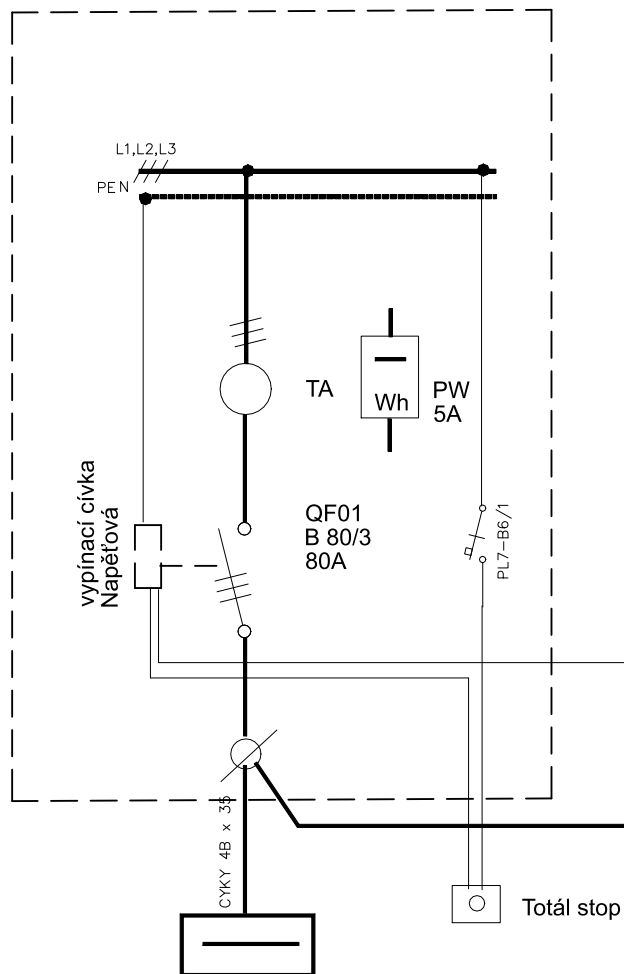 L1,L2,L3
PEN
TA
Wh
PW
5A
vypínací cívka
Napěťová
QF01
B 80/3
80A
PL7-B6/1
CYKY 4B x 35
Totál stop